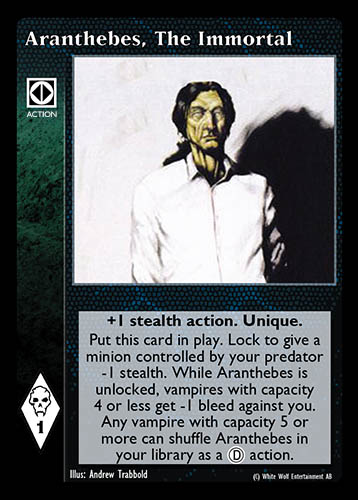 Aranthebes, The Immortal
ACTION
+1 stealth action. Unique.
Put this card in play. Lock to give a
minion controlled by your predator
-1 stealth. While Aranthebes is
unlocked, vampires with capacity
4 or less get -1 bleed against you.
Any vampire with capacity 5 or
more can shuffle Aranthebes in
your library as a D action.
1
Illus: Andrew Trabbold
(C) White Wolf Entertainment AB